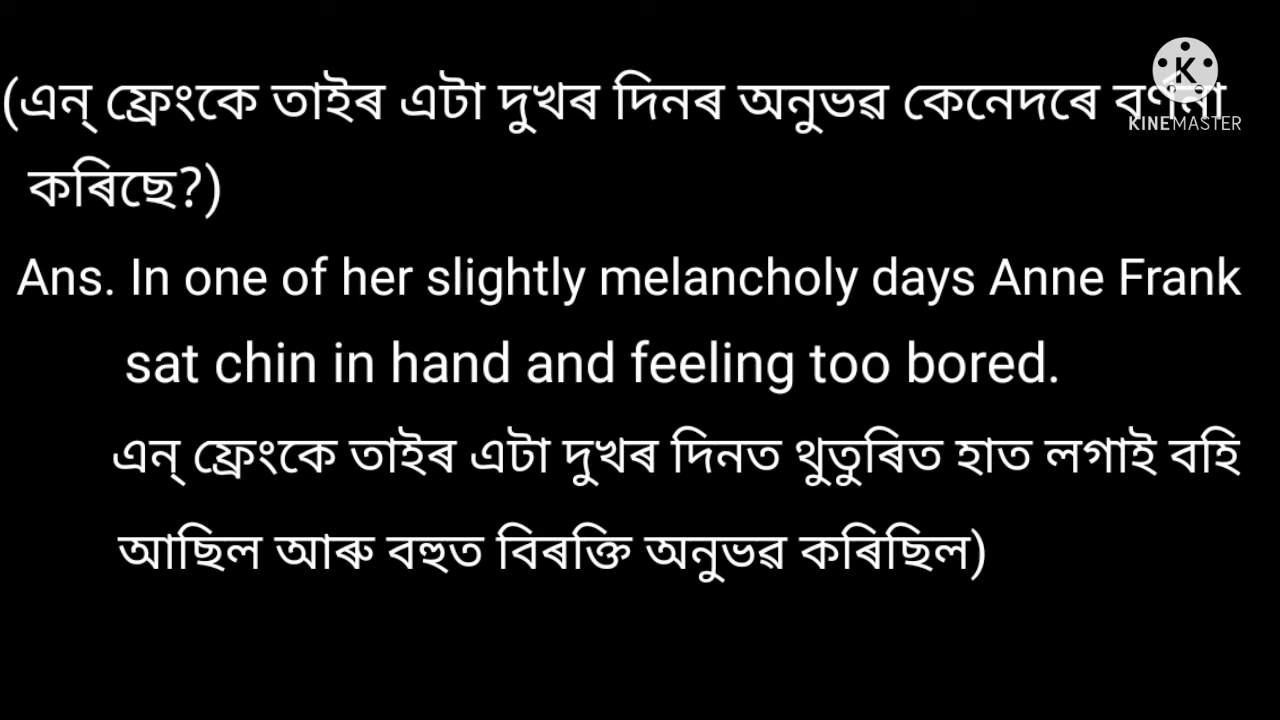 (এন্ ফ্ৰেংকে তাইৰ এটা দুখৰ দিনৰ অনুভৱ কেনেদৰে বৰ্ণনা
কৰিছে?)
Ans. In one of her slightly melancholy days Anne Frank
sat chin in hand and feeling too bored.
এন্ ফ্ৰেংকে তাইৰ এটা দুখৰ দিনত থুতুৰিত হাত লগাই বহি
আছিল আৰু বহুত বিৰক্তি অনুভৱ কৰিছিল)
K
KINEMASTER